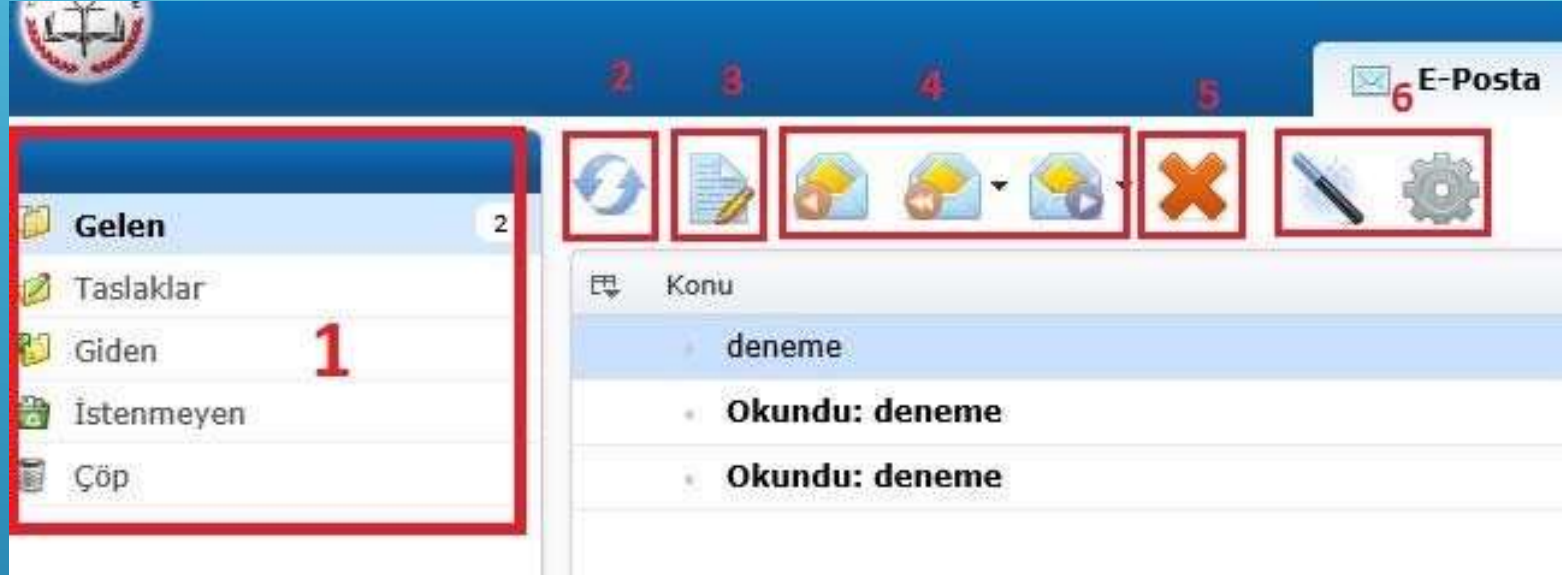 2 3 4 5 6 E-Posta
Gelen 2
Taslaklar
Giden
1
İstenmeyen
Çöp
Konu
deneme
Okundu: deneme
Okundu: deneme